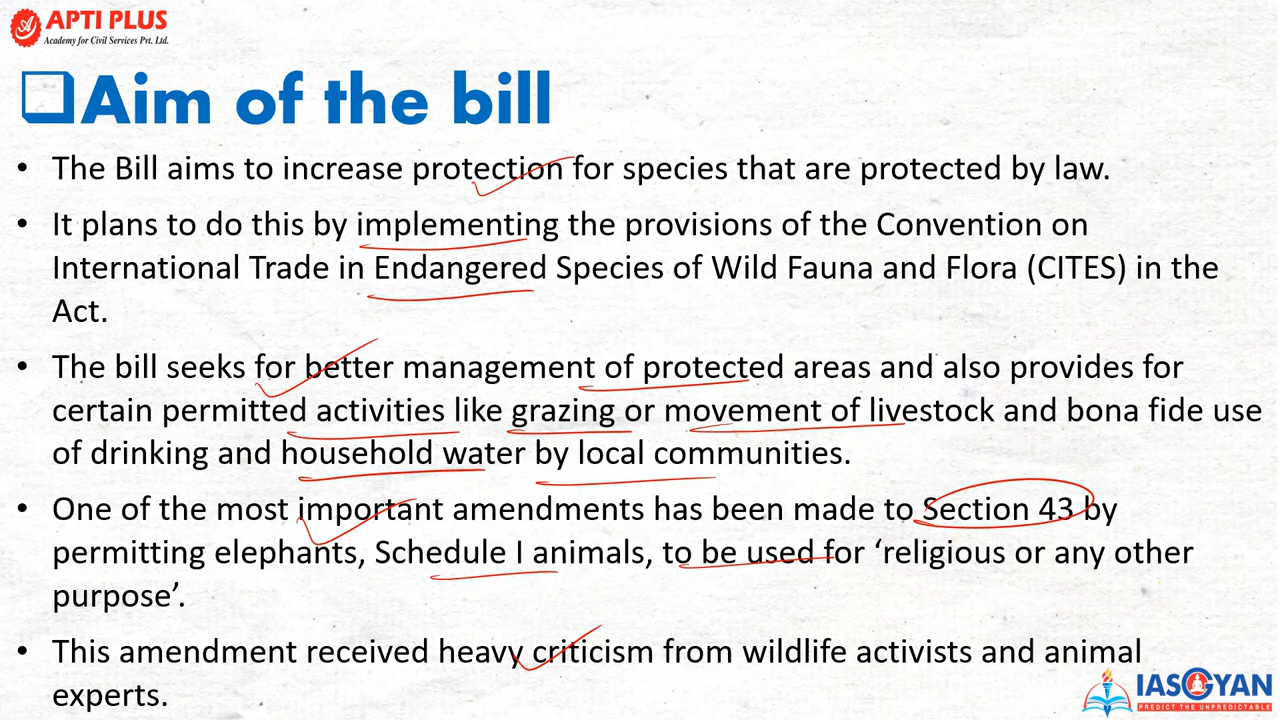 APTI PLUS
Academy for Civil Services Pvt. Ltd.
Aim of the bill
• The Bill aims to increase protection for species that are protected by law.
• It plans to do this by implementing the provisions of the Convention on
International Trade in Endangered Species of Wild Fauna and Flora (CITES) in the
Act.
• The bill seeks for better management of protected areas and also provides for
certain permitted activities like grazing or movement of livestock and bona fide use
of drinking and household water by local communities.
• One of the most important amendments has been made to Section 43 by
permitting elephants, Schedule I animals, to be used for ‘religious or any other
purpose’.
• This amendment received heavy criticism from wildlife activists and animal
experts.
IASGYAN
PREDICT THE UNPREDICTABLE